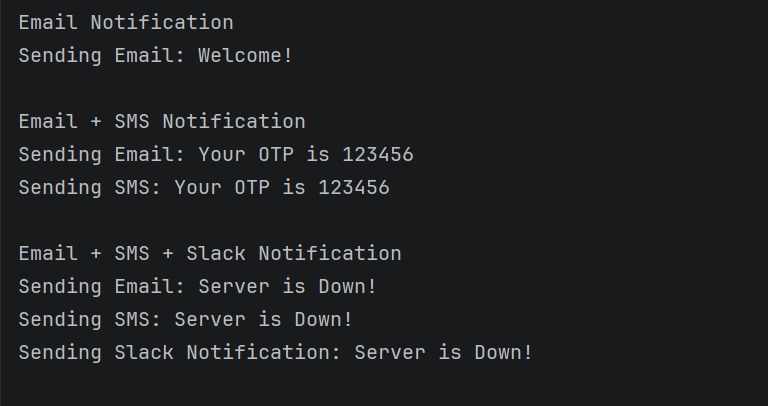 Email Notification
Sending Email: Welcome!
Email + SMS Notification
Sending Email: Your OTP is 123456
Sending SMS: Your OTP is 123456
Email + SMS + Slack Notification
Sending Email: Server is Down!
Sending SMS: Server is Down!
Sending Slack Notification: Server is Down!